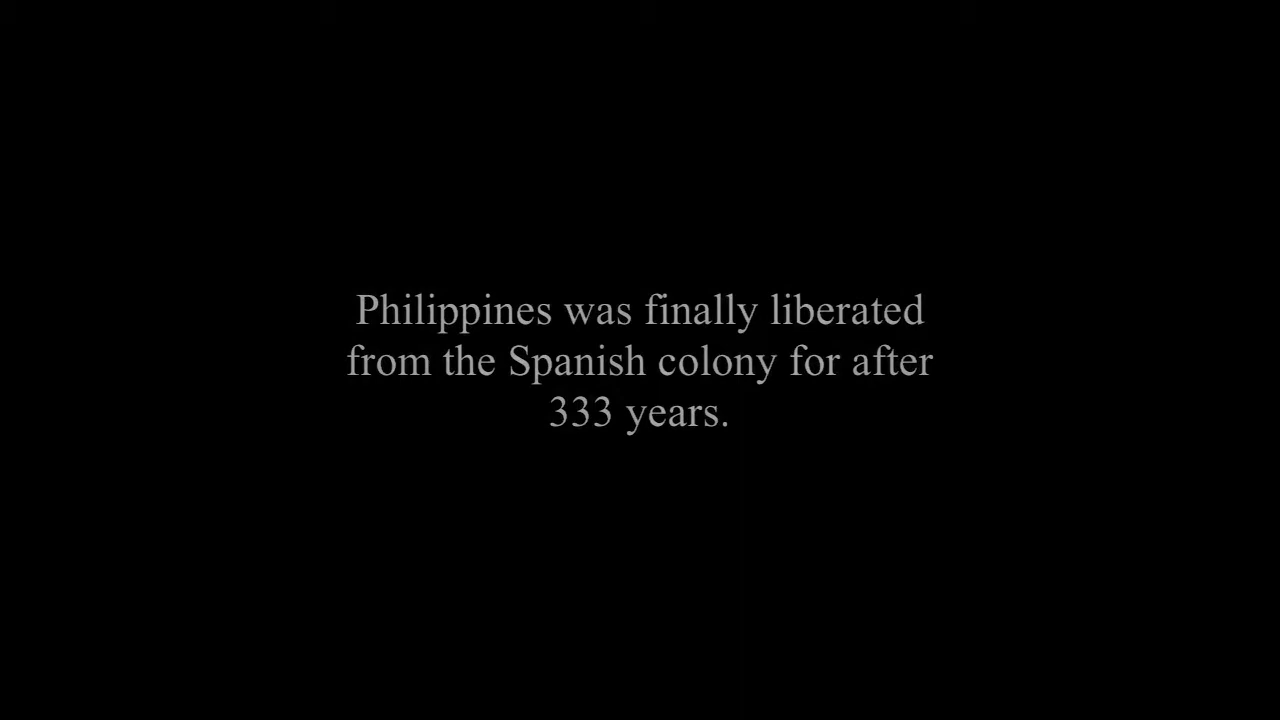 Philippines was finally liberated
from the Spanish colony for after
333 years.